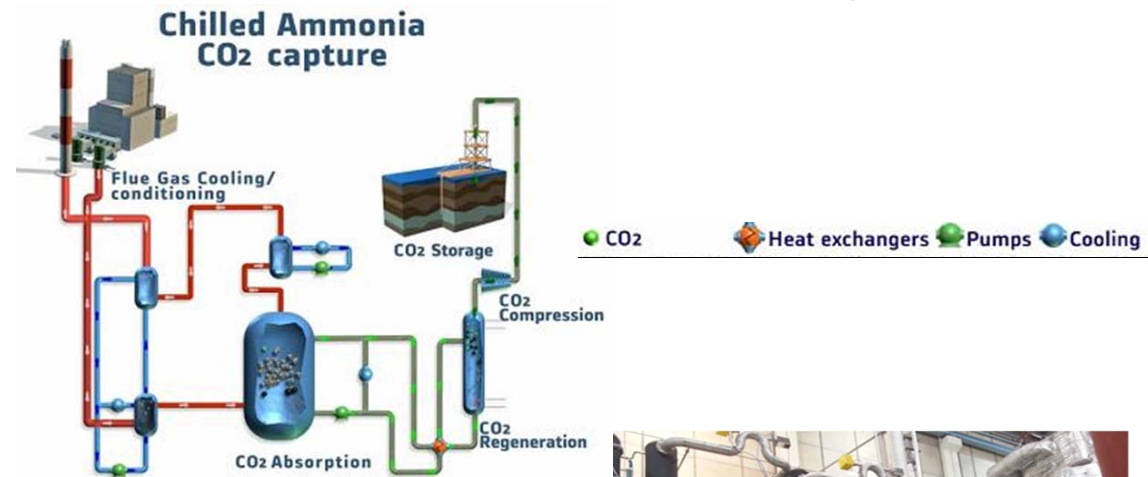 Chilled Ammonia
CO2 capture
Flue Gas Cooling/
conditioning
CO2 Storage
CO2
Heat exchangers
Pumps
Cooling
CO2
Compression
CO2
Regeneration
CO2 Absorption